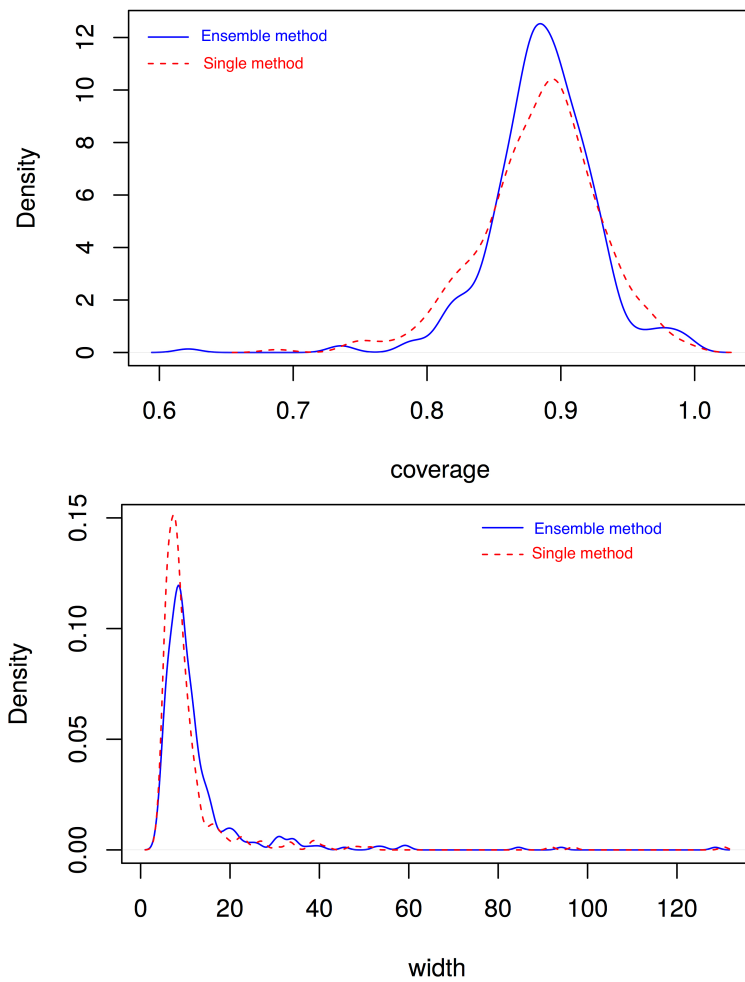 Ensemble method
Single method
Density
0
2
4
6
8
10
12
0.6 0.7 0.8 0.9 1.0
coverage
Ensemble method
Single method
Density
0.00
0.05
0.10
0.15
0 20 40 60 80 100 120
width